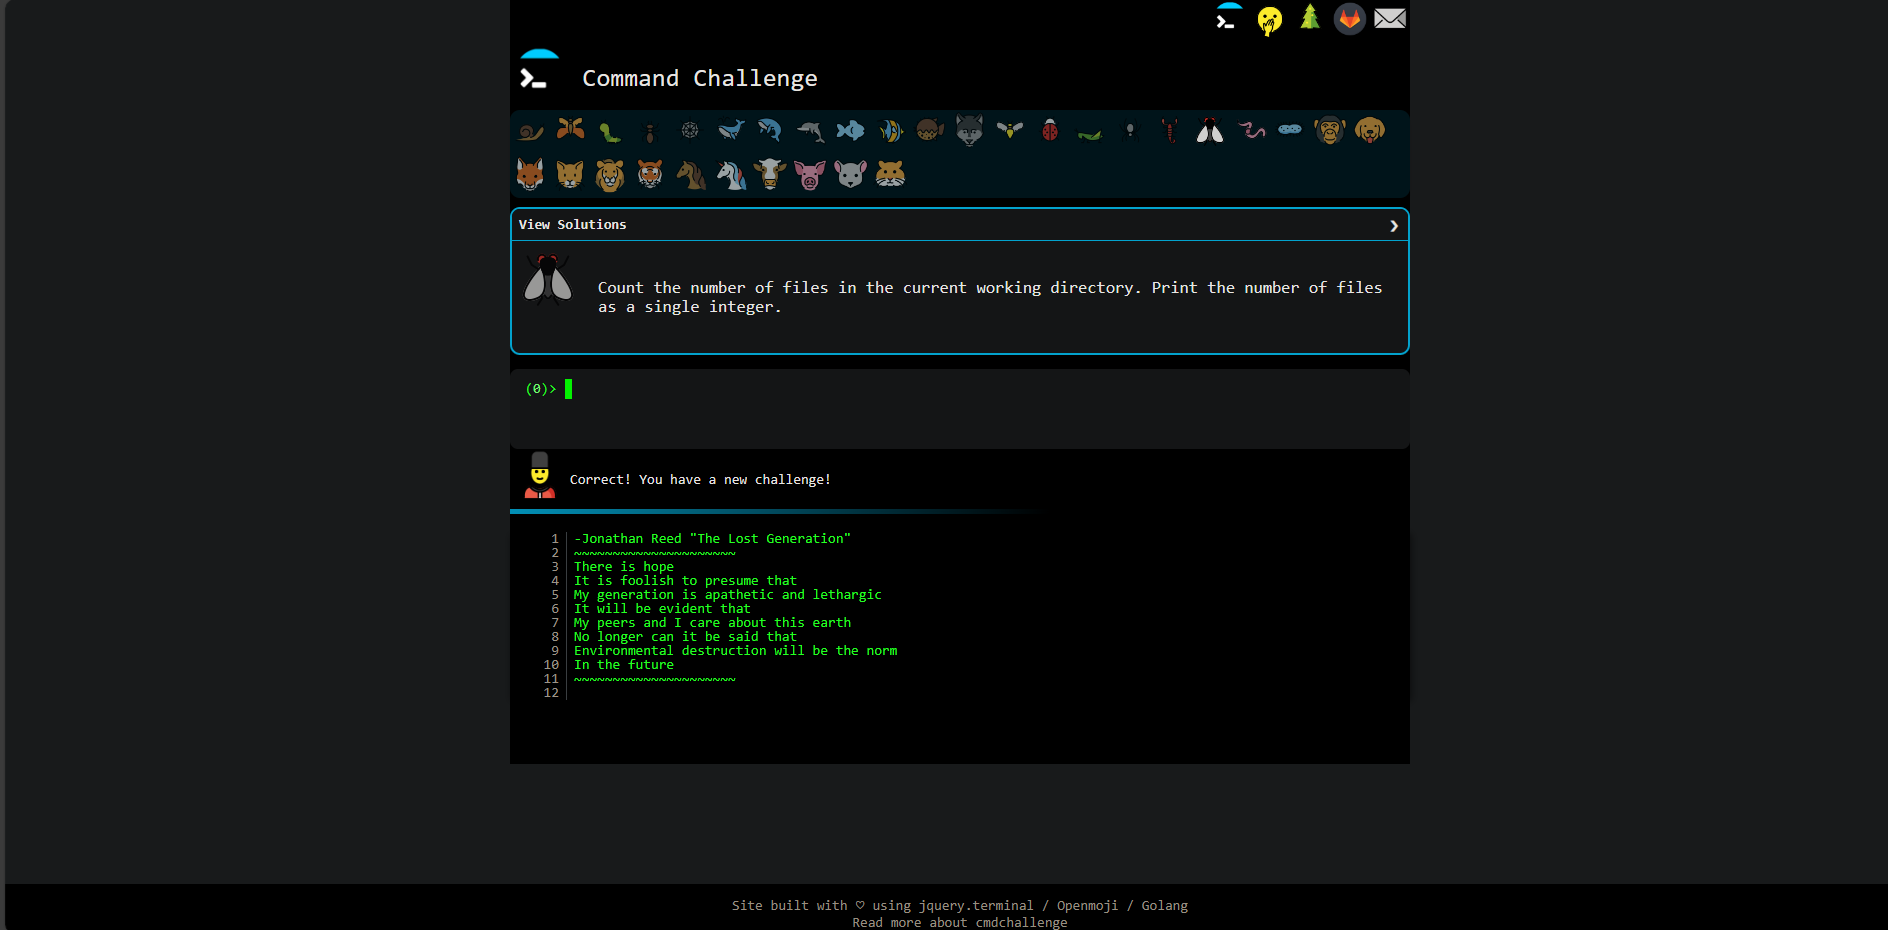 Command Challenge
View Solutions
Count the number of files in the current working directory. Print the number of files
as a single integer.
(0)>
Correct! You have a new challenge!
1 -Jonathan Reed "The Lost Generation"
2 ~~~~~~~~~~~~~~~~~~~~~
3 There is hope
4 It is foolish to presume that
5 My generation is apathetic and lethargic
6 It will be evident that
7 My peers and I care about this earth
8 No longer can it be said that
9 Environmental destruction will be the norm
10 In the future
11 ~~~~~~~~~~~~~~~~~~~~~
12
Site built with ♡ using jquery.terminal / Openmoji / Golang
Read more about cmdchallenge